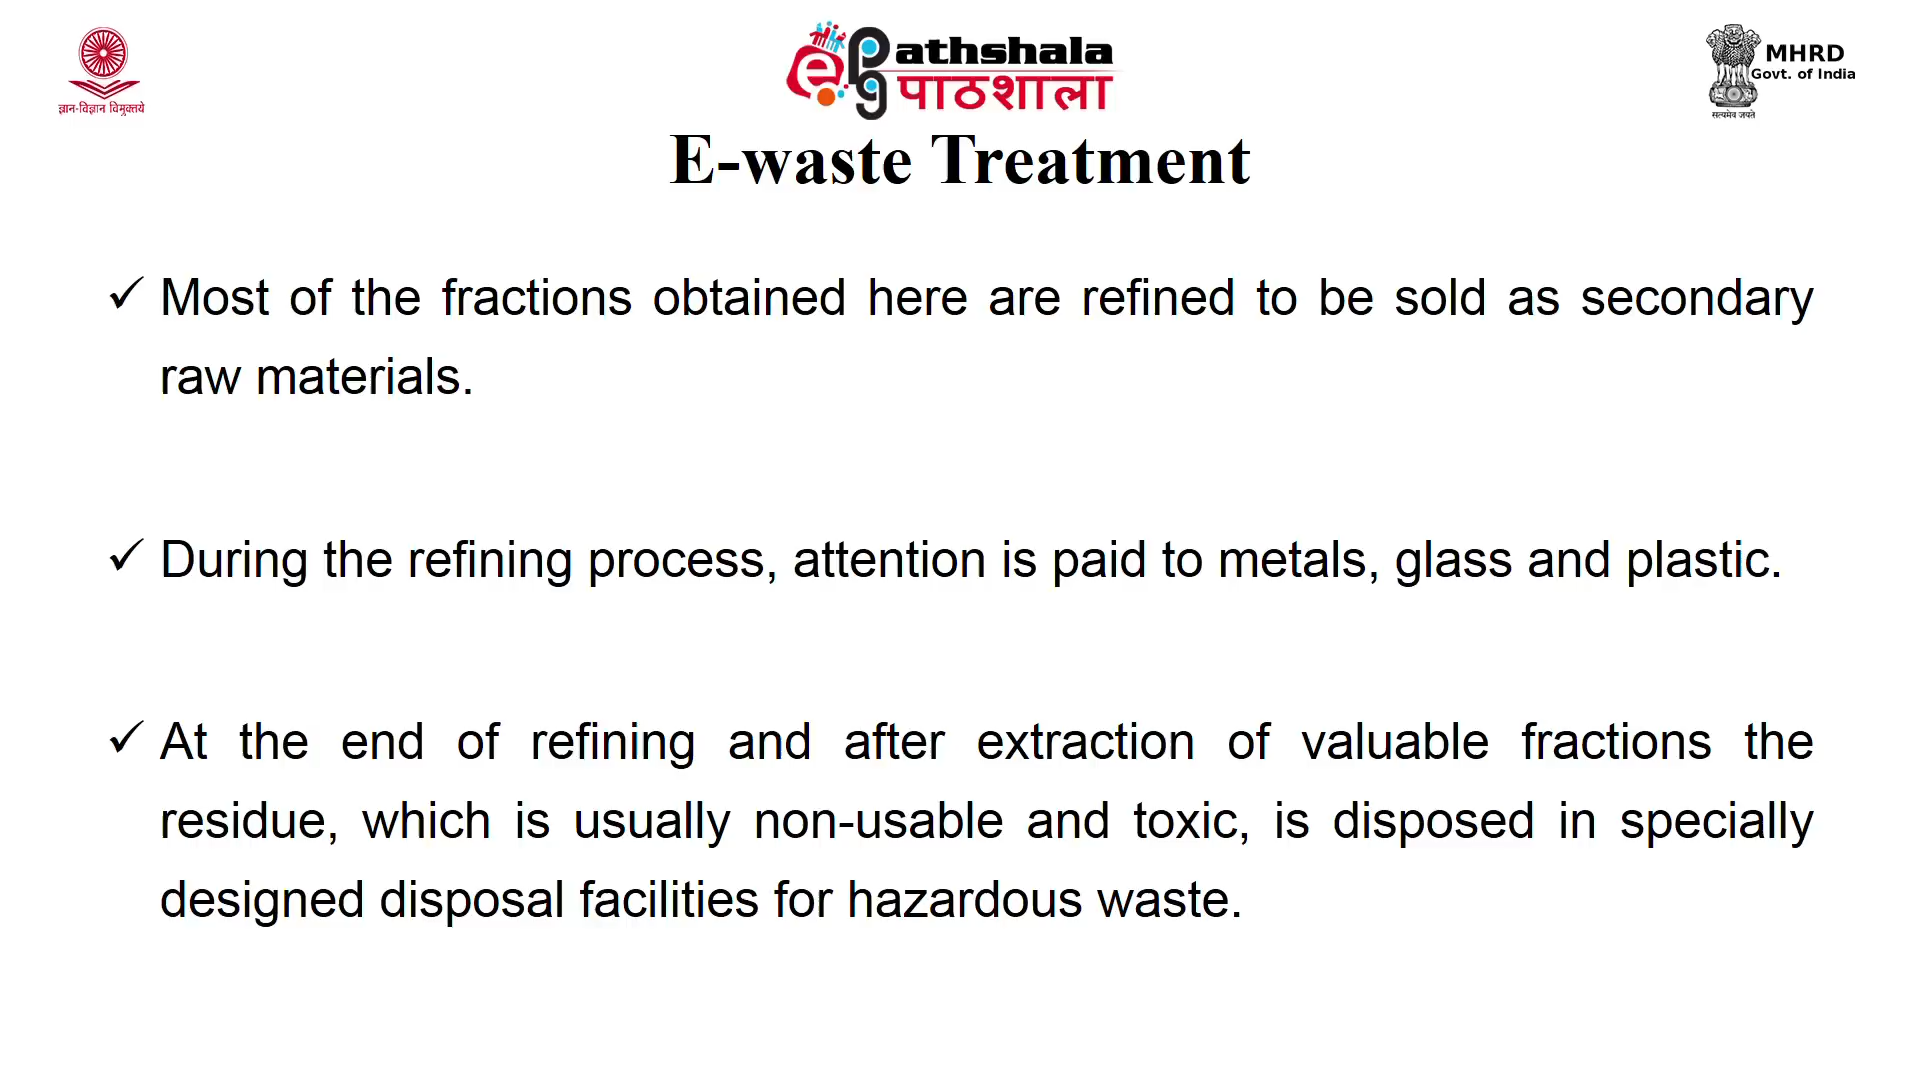 ज्ञान-विज्ञान विमुक्तये
ePGathshala
पाठशाला
MHRD
Govt. of India
सत्यमेव जयते
E-waste Treatment
✓ Most of the fractions obtained here are refined to be sold as secondary
raw materials.
✓ During the refining process, attention is paid to metals, glass and plastic.
✓ At the end of refining and after extraction of valuable fractions the
residue, which is usually non-usable and toxic, is disposed in specially
designed disposal facilities for hazardous waste.